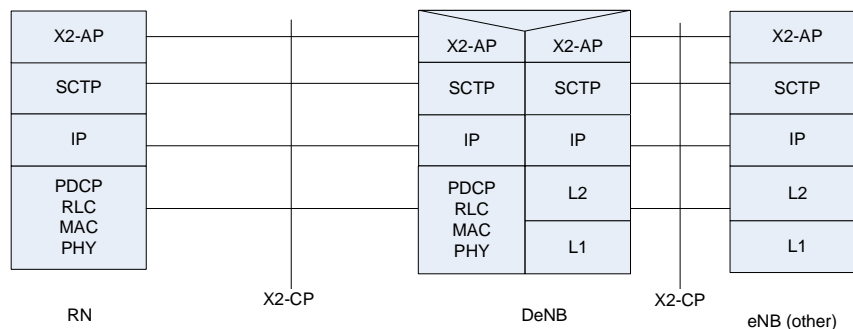 X2-AP
X2-AP
X2-AP
X2-AP
SCTP
SCTP
SCTP
SCTP
IP
IP
IP
IP
PDCP
RLC
MAC
PHY
PDCP
RLC
MAC
PHY
L2
L1
L2
L1
X2-CP
X2-CP
RN
DeNB
eNB (other)